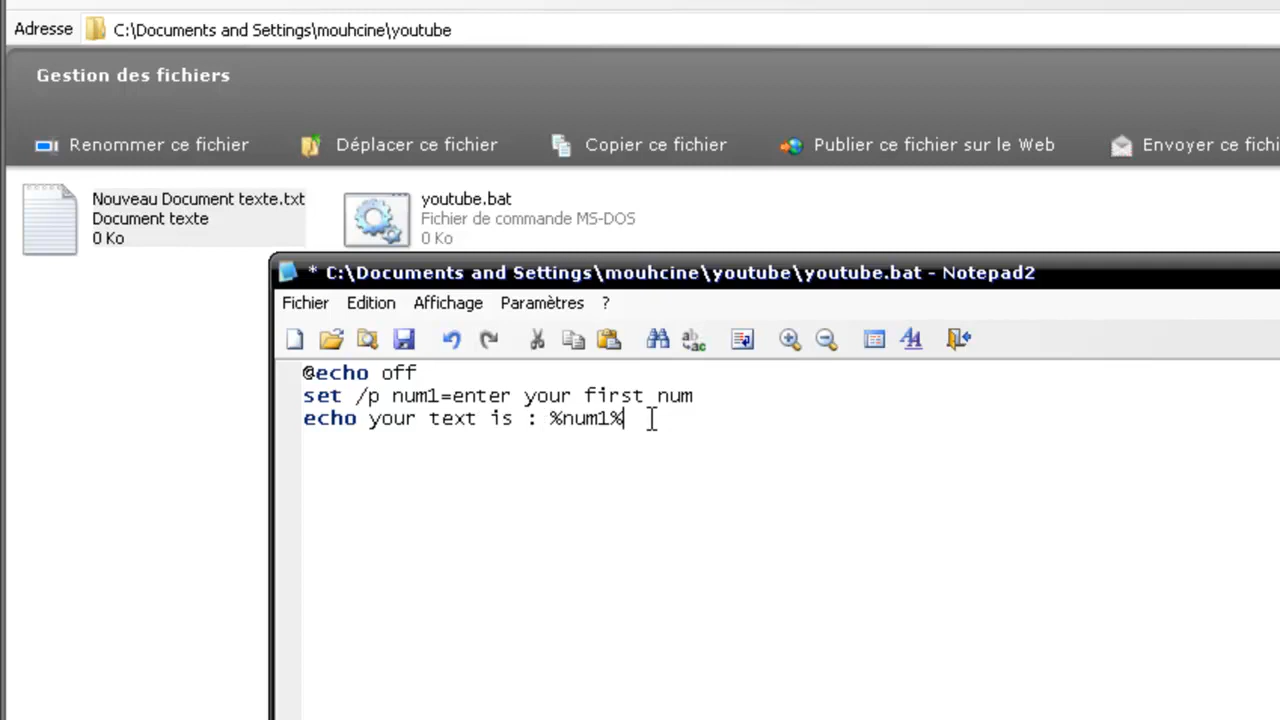 Adresse C:\Documents and Settings\mouhcine\youtube
Gestion des fichiers
Renommer ce fichier Déplacer ce fichier Copier ce fichier Publier ce fichier sur le Web Envoyer ce fichi
Nouveau Document texte.txt
Document texte
0 Ko
youtube.bat
Fichier de commande MS-DOS
0 Ko
* C:\Documents and Settings\mouhcine\youtube\youtube.bat - Notepad2
Fichier Edition Affichage Paramètres ?
@echo off
set /p num1=enter your first num
echo your text is : %num1%